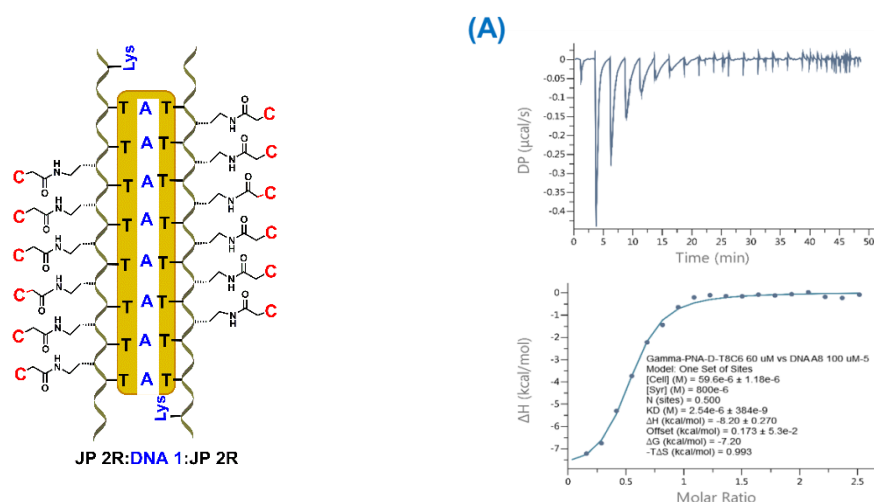 Lys
T A T
O
N
H
C
T A T
O
N
H
C
H
N
C
O
T A T
O
N
H
C
H
N
C
O
T A T
O
N
H
C
H
N
C
O
T A T
O
N
H
C
H
N
C
O
T A T
O
N
H
C
H
N
C
O
T A T
H
N
C
O
T A T
Lys
JP 2R:DNA 1:JP 2R
(A)
DP (µcal/s)
0
-0.05
-0.1
-0.15
-0.2
-0.25
-0.3
-0.35
-0.4
0 5 10 15 20 25 30 35 40 45 50
Time (min)
ΔH (kcal/mol)
0
-1
-2
-3
-4
-5
-6
-7
Gamma-PNA-D-T8C6 60 uM vs DNAA8 100 uM-5
Model: One Set of Sites
[Cell] (M) = 59.6e-6 ± 1.18e-6
[Syr] (M) = 800e-6
N (sites) = 0.500
KD (M) = 2.54e-6 ± 384e-9
ΔH (kcal/mol) = -8.20 ± 0.270
Offset (kcal/mol) = 0.173 ± 5.3e-2
ΔG (kcal/mol) = -7.20
-TΔS (kcal/mol) = 0.993
0 0.5 1.0 1.5 2.0 2.5
Molar Ratio